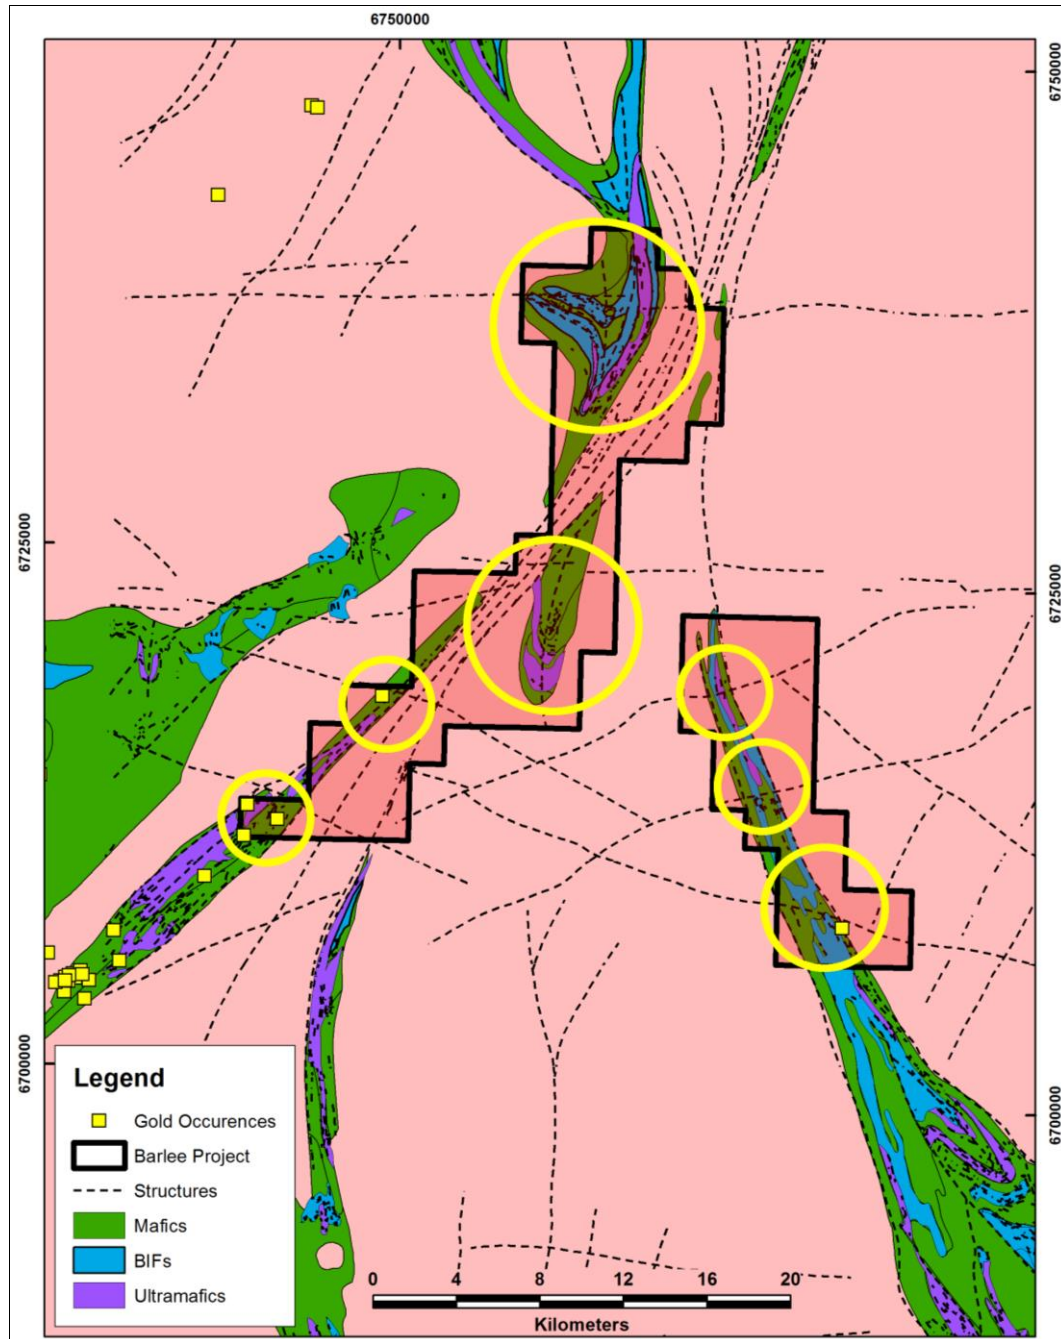 6750000
6750000
6725000
6725000
6700000
6700000
Legend
Gold Occurences
Barlee Project
Structures
Mafics
BIFs
Ultramafics
0 4 8 12 16 20
Kilometers